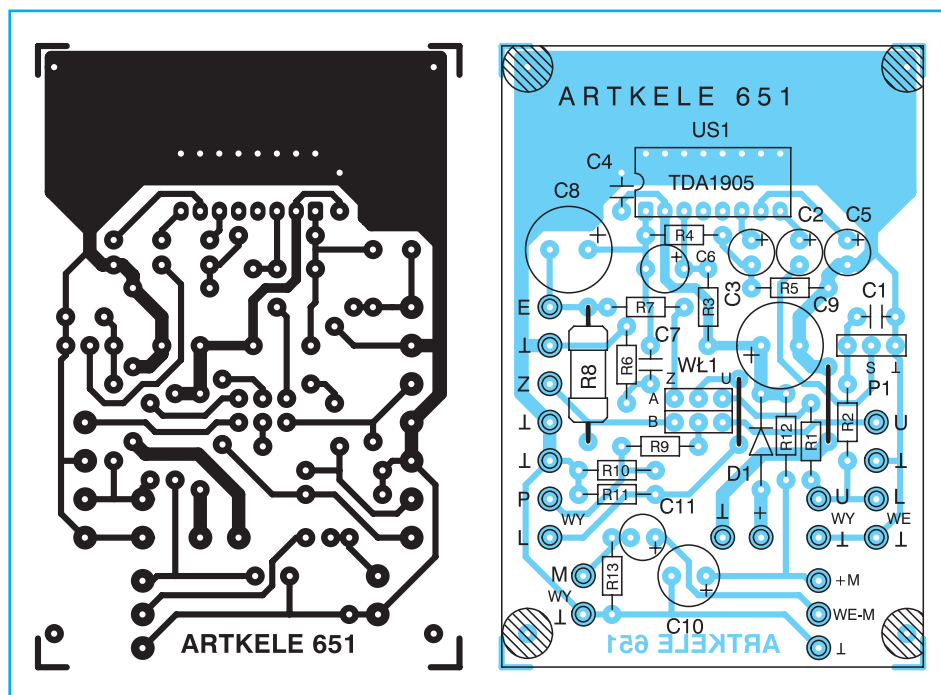 ARTKELE 651
ARTKELE 651
US1
C4
TDA1905
C8
C2
C5
R4
C6
C3
R5
C1
E
R7
R3
C9
⊥
C7
R6
R8
WŁ1
S ⊥
Z
Z U
P1
A
B
⊥
R2
U
R12
R1
R9
D1
⊥
R10
⊥
P
R11
C11
U
L
WY
⊥
+
WY
WE
L
⊥
⊥
M
R13
+M
WY
WE-M
⊥
C10
ARTKELE 651
⊥